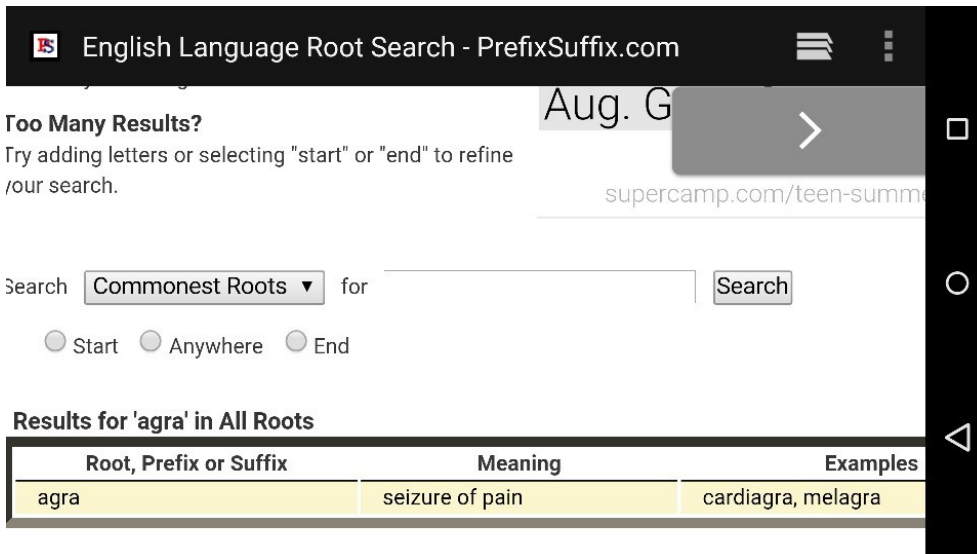 English Language Root Search - PrefixSuffix.com
Too Many Results?
Try adding letters or selecting "start" or "end" to refine
your search.
Aug. G
supercamp.com/teen-summe
Search Commonest Roots ▼ for Search
Start Anywhere End
Results for 'agra' in All Roots
Root, Prefix or Suffix Meaning Examples
agra seizure of pain cardiagra, melagra